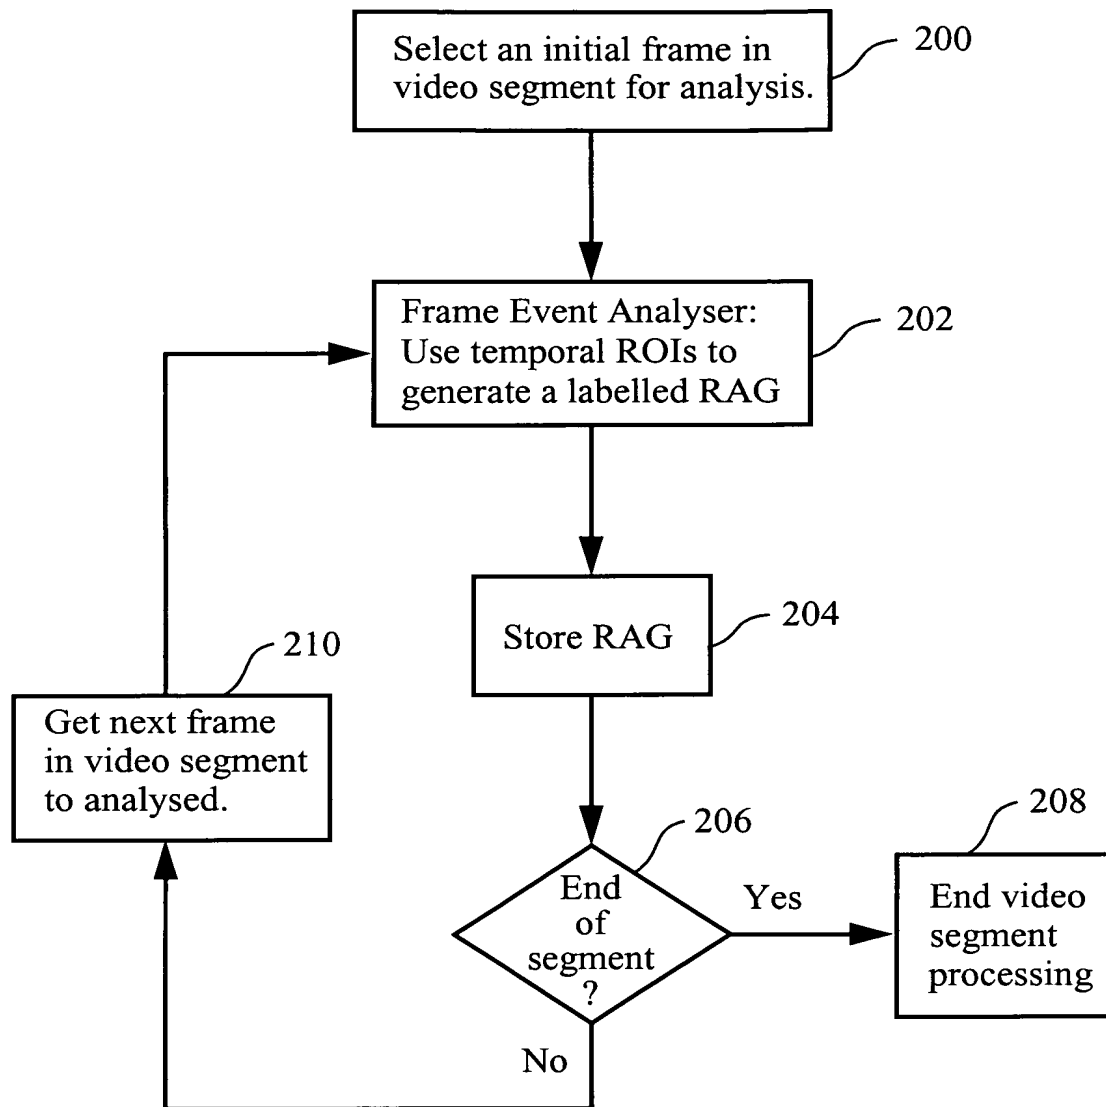 Select an initial frame in
video segment for analysis.
200
Frame Event Analyser:
Use temporal ROIs to
generate a labelled RAG
202
Store RAG
204
210
Get next frame
in video segment
to analysed.
206
End
of
segment
?
Yes
No
208
End video
segment
processing